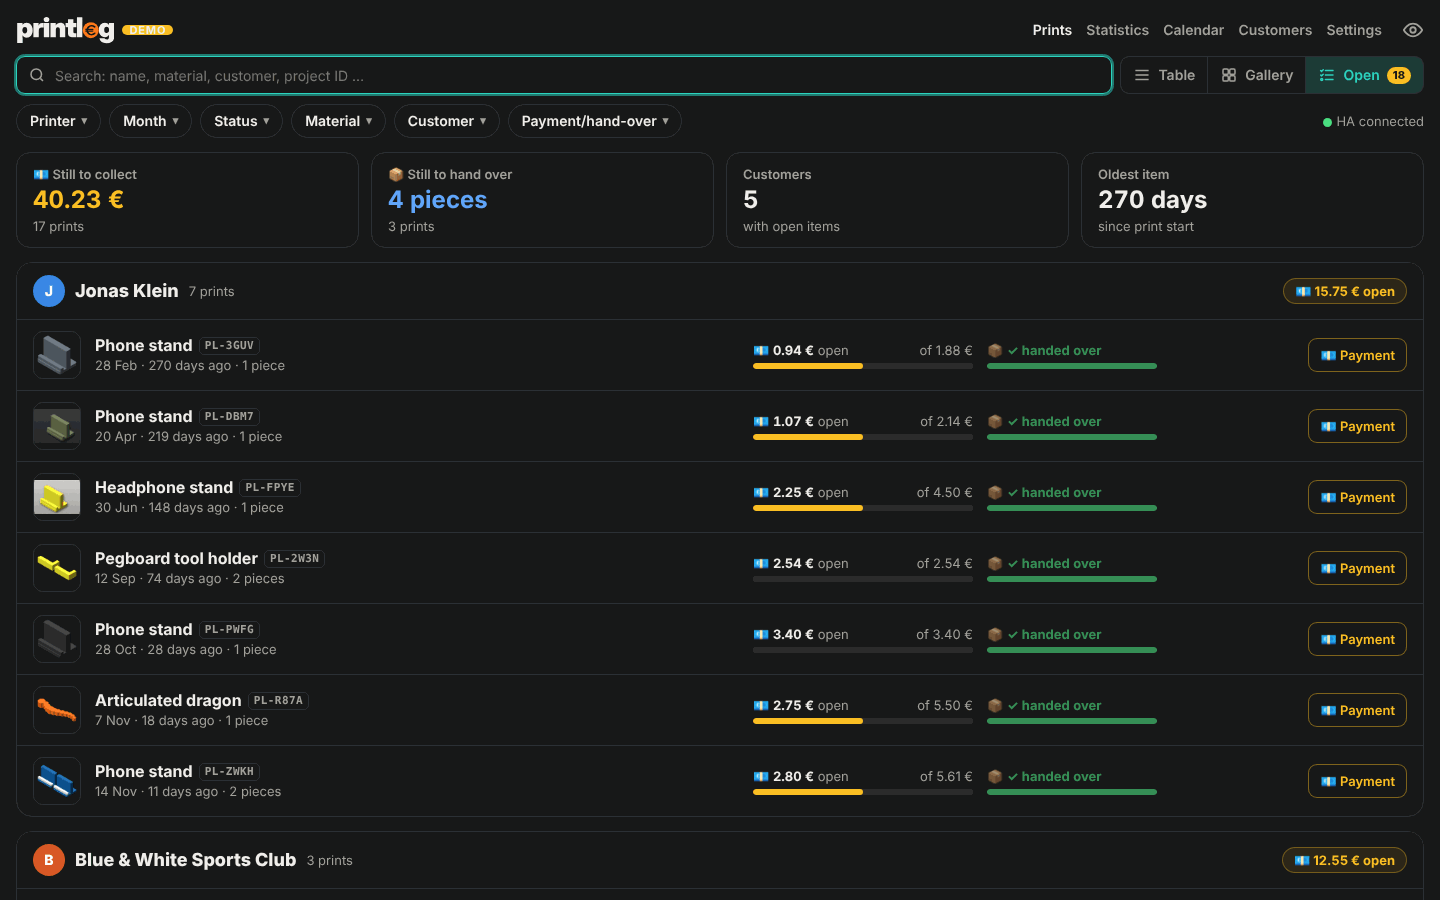 printlog DEMO Prints Statistics Calendar Customers Settings
Search: name, material, customer, project ID ... Table Gallery Open 18
Printer ▾ Month ▾ Status ▾ Material ▾ Customer ▾ Payment/hand-over ▾ HA connected
Still to collect
40.23 €
17 prints
Still to hand over
4 pieces
3 prints
Customers
5
with open items
Oldest item
270 days
since print start
J Jonas Klein 7 prints 15.75 € open
Phone stand PL-3GUV
28 Feb · 270 days ago · 1 piece
0.94 € open of 1.88 € ✓ handed over Payment
Phone stand PL-DBM7
20 Apr · 219 days ago · 1 piece
1.07 € open of 2.14 € ✓ handed over Payment
Headphone stand PL-FPYE
30 Jun · 148 days ago · 1 piece
2.25 € open of 4.50 € ✓ handed over Payment
Pegboard tool holder PL-2W3N
12 Sep · 74 days ago · 2 pieces
2.54 € open of 2.54 € ✓ handed over Payment
Phone stand PL-PWFG
28 Oct · 28 days ago · 1 piece
3.40 € open of 3.40 € ✓ handed over Payment
Articulated dragon PL-R87A
7 Nov · 18 days ago · 1 piece
2.75 € open of 5.50 € ✓ handed over Payment
Phone stand PL-ZWKH
14 Nov · 11 days ago · 2 pieces
2.80 € open of 5.61 € ✓ handed over Payment
B Blue & White Sports Club 3 prints 12.55 € open